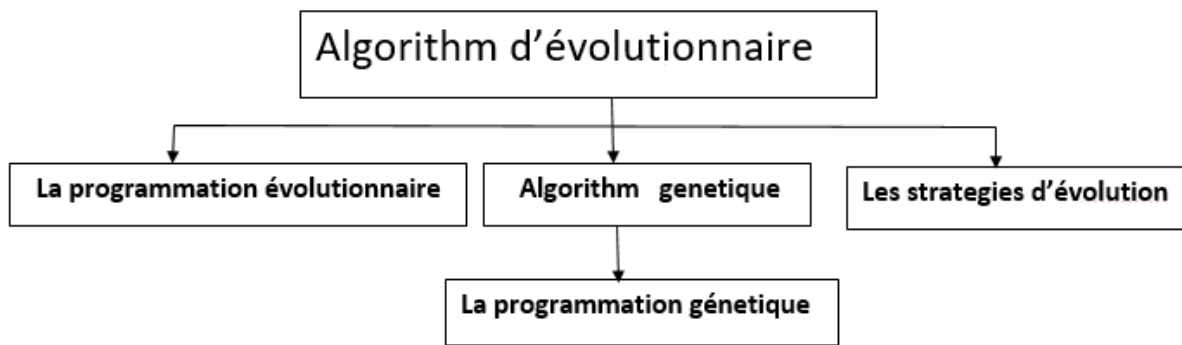 Algorithm d’évolutionnaire
La programmation évolutionnaire
Algorithm genetique
Les strategies d’évolution
La programmation génetique